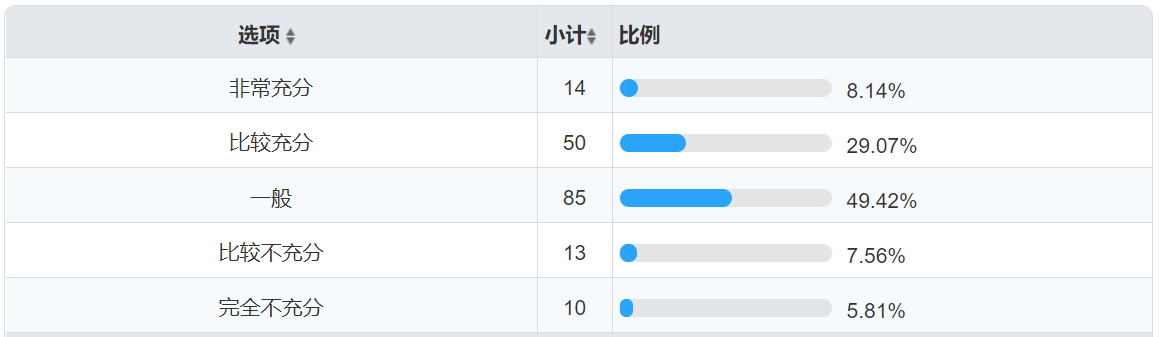 选项 小计 比例
非常充分 14 8.14%
比较充分 50 29.07%
一般 85 49.42%
比较不充分 13 7.56%
完全不充分 10 5.81%